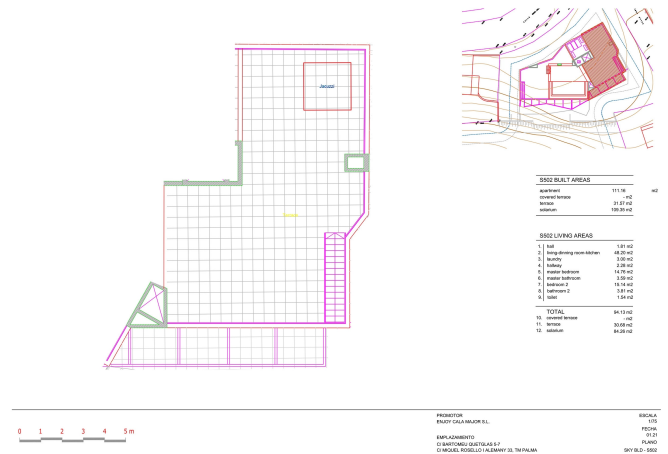 Jacuzzi
S502 BUILT AREAS
apartment 111.16 m2
covered terrace - m2
terrace 31.57 m2
solarium 109.35 m2
S502 LIVING AREAS
1. hall 1.81 m2
2. living-dinning room-kitchen 48.20 m2
3. laundry 3.00 m2
4. hallway 2.28 m2
5. master bedroom 14.76 m2
6. master bathroom 3.59 m2
7. bedroom 2 15.14 m2
8. bathroom 2 3.81 m2
9. toilet 1.54 m2
TOTAL 94.13 m2
10. covered terrace - m2
11. terrace 30.68 m2
12. solarium 84.26 m2
0 1 2 3 4 5 m
PROMOTOR
ENJOY CALA MAJOR S.L.
EMPLAZAMIENTO
C/ BARTOMEU QUETGLAS 5-7
C/ MIQUEL ROSELLO I ALEMANY 33, TM PALMA
ESCALA
1/75
FECHA
01.21
PLANO
SKY BLD - S502